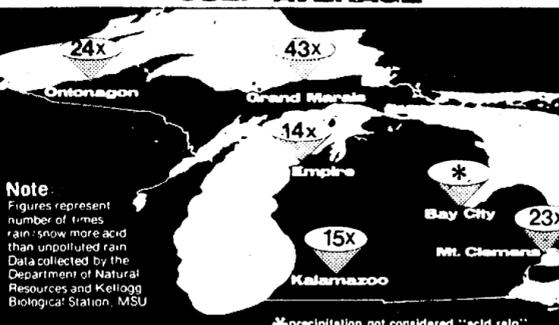 24x
43x
Ontonagon
Grand Marais
14x
Empire
*
Bay City
23x
Mt. Clemens
15x
Kalamazoo
Note:
Figures represent
number of times
rain/snow more acid
than unpolluted rain
Data collected by the
Department of Natural
Resources and Kellogg
Biological Station, MSU
*precipitation not considered "acid rain"